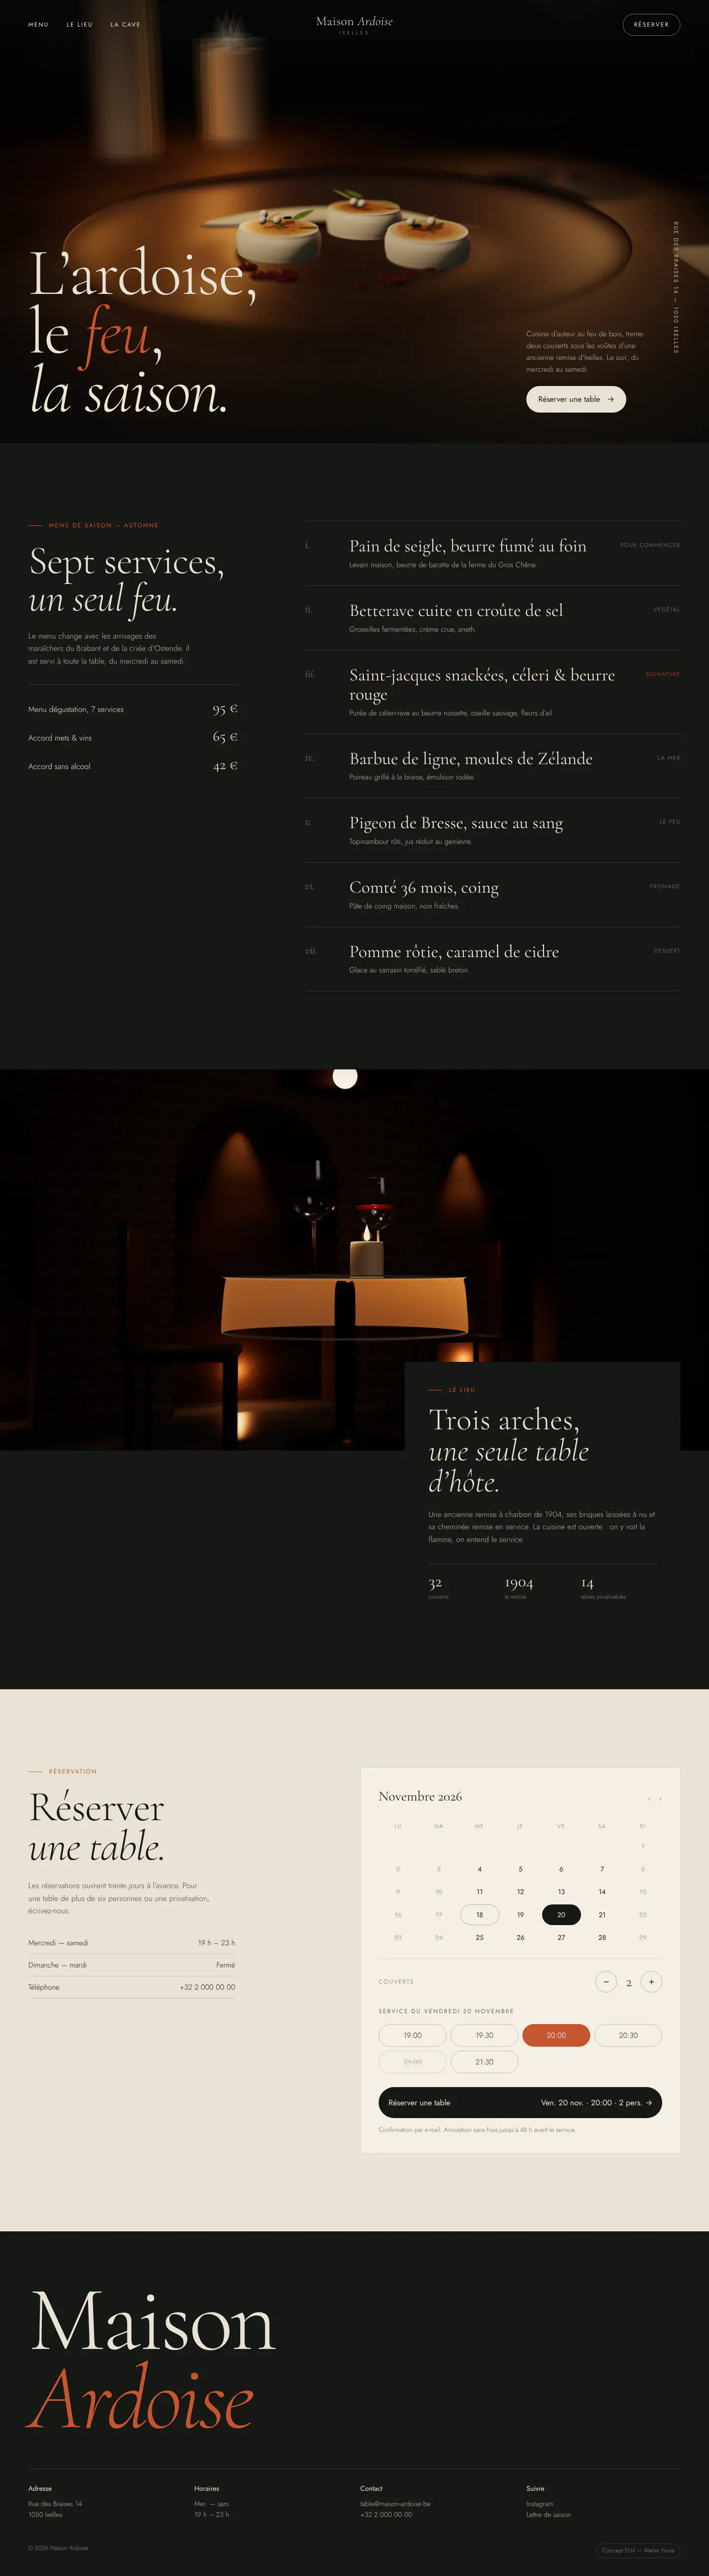 MENU LE LIEU LA CAVE
Maison Ardoise
IXELLES
RÉSERVER
L'ardoise,
le feu,
la saison.
RUE DES BRAISES 14 — 1050 IXELLES
Cuisine d'auteur au feu de bois, trente-
deux couverts sous les voûtes d'une
ancienne remise d'Ixelles. Le soir, du
mercredi au samedi.
Réserver une table →
MENU DE SAISON — AUTOMNE
Sept services,
un seul feu.
Le menu change avec les arrivages des
maraîchers du Brabant et de la criée d'Ostende. Il
est servi à toute la table, du mercredi au samedi.
Menu dégustation, 7 services 95 €
Accord mets & vins 65 €
Accord sans alcool 42 €
i. Pain de seigle, beurre fumé au foin POUR COMMENCER
Levain maison, beurre de baratte de la ferme du Gros Chêne.
ii. Betterave cuite en croûte de sel VÉGÉTAL
Groseilles fermentées, crème crue, aneth.
iii. Saint-jacques snackées, céleri & beurre SIGNATURE
rouge
Purée de céleri-rave au beurre noisette, oseille sauvage, fleurs d'ail.
iv. Barbue de ligne, moules de Zélande LA MER
Poireau grillé à la braise, émulsion iodée.
v. Pigeon de Bresse, sauce au sang LE FEU
Topinambour rôti, jus réduit au genièvre.
vi. Comté 36 mois, coing FROMAGE
Pâte de coing maison, noix fraîches.
vii. Pomme rôtie, caramel de cidre DESSERT
Glace au sarrasin torréfié, sablé breton.
LE LIEU
Trois arches,
une seule table
d'hôte.
Une ancienne remise à charbon de 1904, ses briques laissées à nu et
sa cheminée remise en service. La cuisine est ouverte : on y voit la
flamme, on entend le service.
32 1904 14
couverts la remise tables privatisables
RÉSERVATION
Réserver
une table.
Les réservations ouvrent trente jours à l'avance. Pour
une table de plus de six personnes ou une privatisation,
écrivez-nous.
Mercredi — samedi 19 h – 23 h
Dimanche — mardi Fermé
Téléphone +32 2 000 00 00
Novembre 2026 ‹ ›
LU MA ME JE VE SA DI
1
2 3 4 5 6 7 8
9 10 11 12 13 14 15
16 17 18 19 20 21 22
23 24 25 26 27 28 29
COUVERTS − 2 +
SERVICE DU VENDREDI 20 NOVEMBRE
19:00 19:30 20:00 20:30
21:00 21:30
Réserver une table Ven. 20 nov. · 20:00 · 2 pers. →
Confirmation par e-mail. Annulation sans frais jusqu'à 48 h avant le service.
Maison
Ardoise
Adresse Horaires Contact Suivre
Rue des Braises 14 Mer. — sam. table@maison-ardoise.be Instagram
1050 Ixelles 19 h – 23 h +32 2 000 00 00 Lettre de saison
© 2026 Maison Ardoise Concept fictif — Atelier Nova